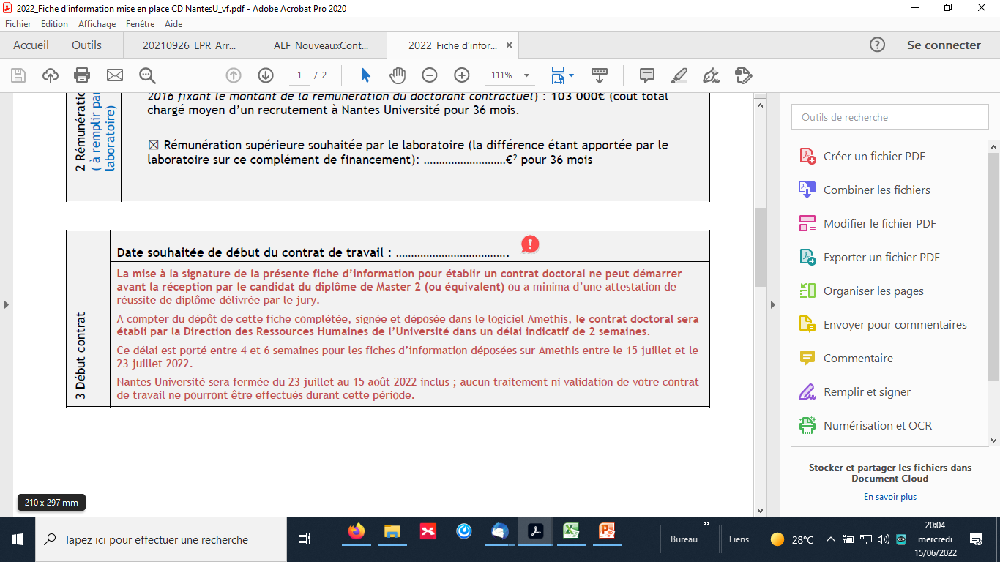 2022_Fiche d'information mise en place CD NantesU_vf.pdf - Adobe Acrobat Pro 2020
Fichier Edition Affichage Fenêtre Aide
Accueil Outils 20210926_LPR_Arr... AEF_NouveauxCont... 2022_Fiche d'infor... ×
Se connecter
1 / 2 111%
2016 fixant le montant de la rémunération du doctorant contractuel) : 103 000€ (coût total
chargé moyen d'un recrutement à Nantes Université pour 36 mois.
☒ Rémunération supérieure souhaitée par le laboratoire (la différence étant apportée par le
laboratoire sur ce complément de financement): ...........................€² pour 36 mois
2 Rémunératio
( à remplir pa
laboratoire)
Date souhaitée de début du contrat de travail : ...................................
La mise à la signature de la présente fiche d'information pour établir un contrat doctoral ne peut démarrer
avant la réception par le candidat du diplôme de Master 2 (ou équivalent) ou a minima d'une attestation de
réussite de diplôme délivrée par le jury.
A compter du dépôt de cette fiche complétée, signée et déposée dans le logiciel Amethis, le contrat doctoral sera
établi par la Direction des Ressources Humaines de l'Université dans un délai indicatif de 2 semaines.
Ce délai est porté entre 4 et 6 semaines pour les fiches d'information déposées sur Amethis entre le 15 juillet et le
23 juillet 2022.
Nantes Université sera fermée du 23 juillet au 15 août 2022 inclus ; aucun traitement ni validation de votre contrat
de travail ne pourront être effectués durant cette période.
3 Début contrat
210 x 297 mm
Outils de recherche
Créer un fichier PDF
Combiner les fichiers
Modifier le fichier PDF
Exporter un fichier PDF
Organiser les pages
Envoyer pour commentaires
Commentaire
Remplir et signer
Numérisation et OCR
Stocker et partager les fichiers dans
Document Cloud
En savoir plus
Tapez ici pour effectuer une recherche
Bureau » Liens 28°C
20:04
mercredi
15/06/2022